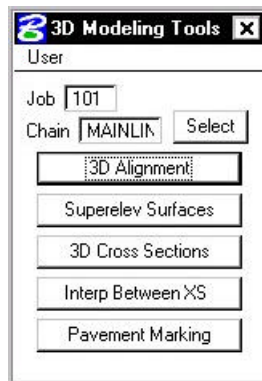 3D Modeling Tools
User
Job 101
Chain MAINLIN Select
3D Alignment
Superelev Surfaces
3D Cross Sections
Interp Between XS
Pavement Marking